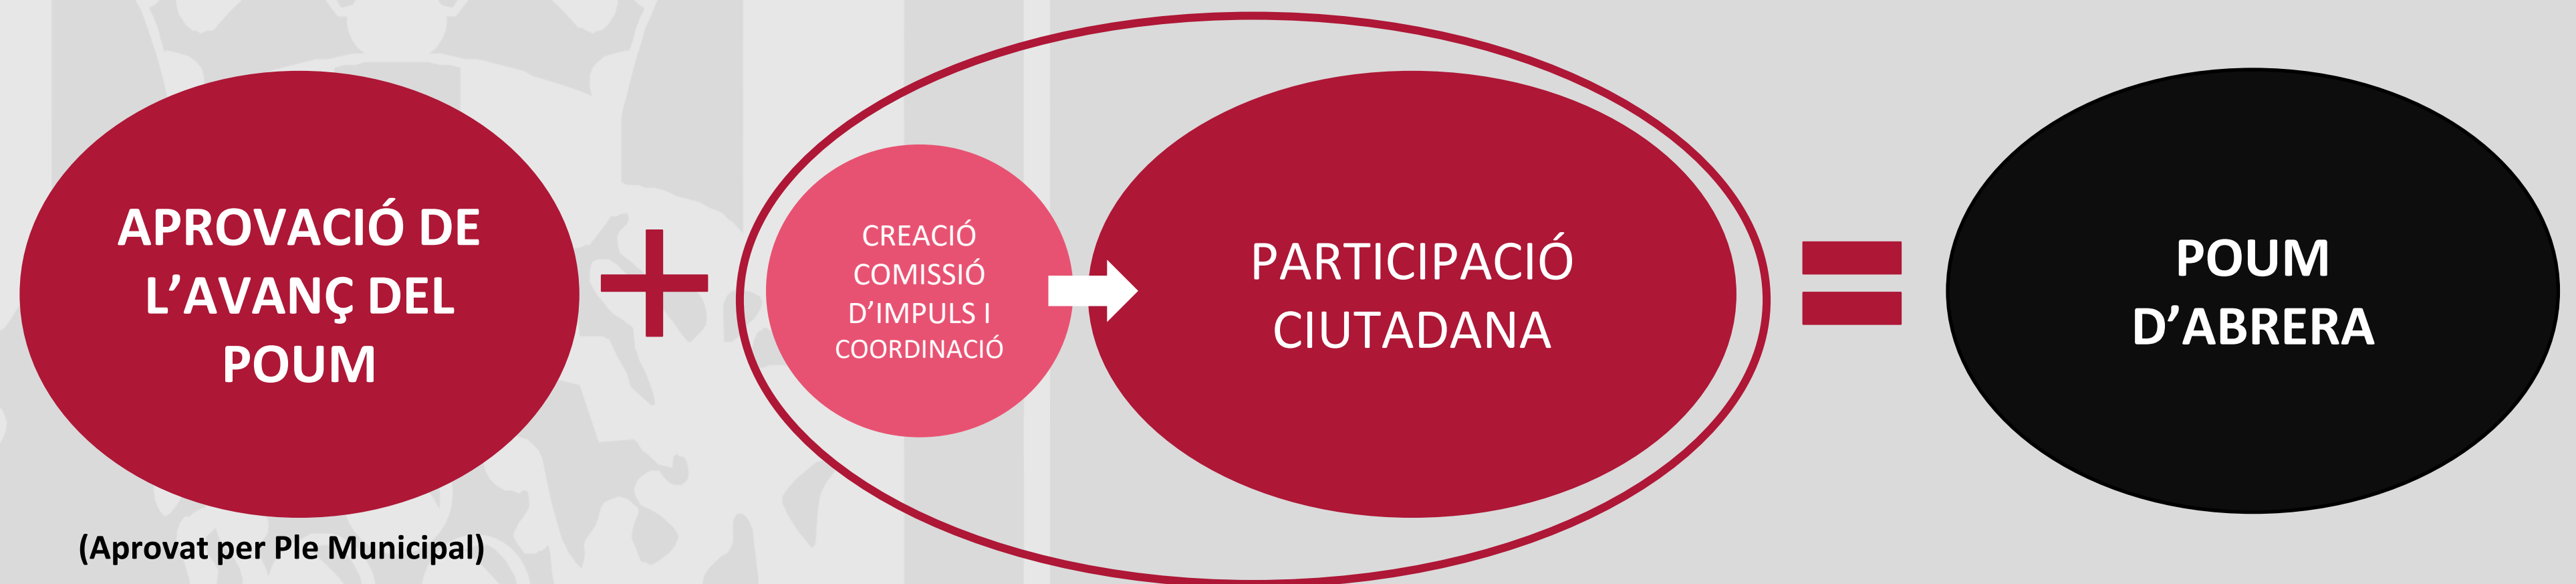 APROVACIÓ DE
L’AVANÇ DEL
POUM
(Aprovat per Ple Municipal)
+
CREACIÓ
COMISSIÓ
D’IMPULS I
COORDINACIÓ
PARTICIPACIÓ
CIUTADANA
=
POUM
D’ABRERA